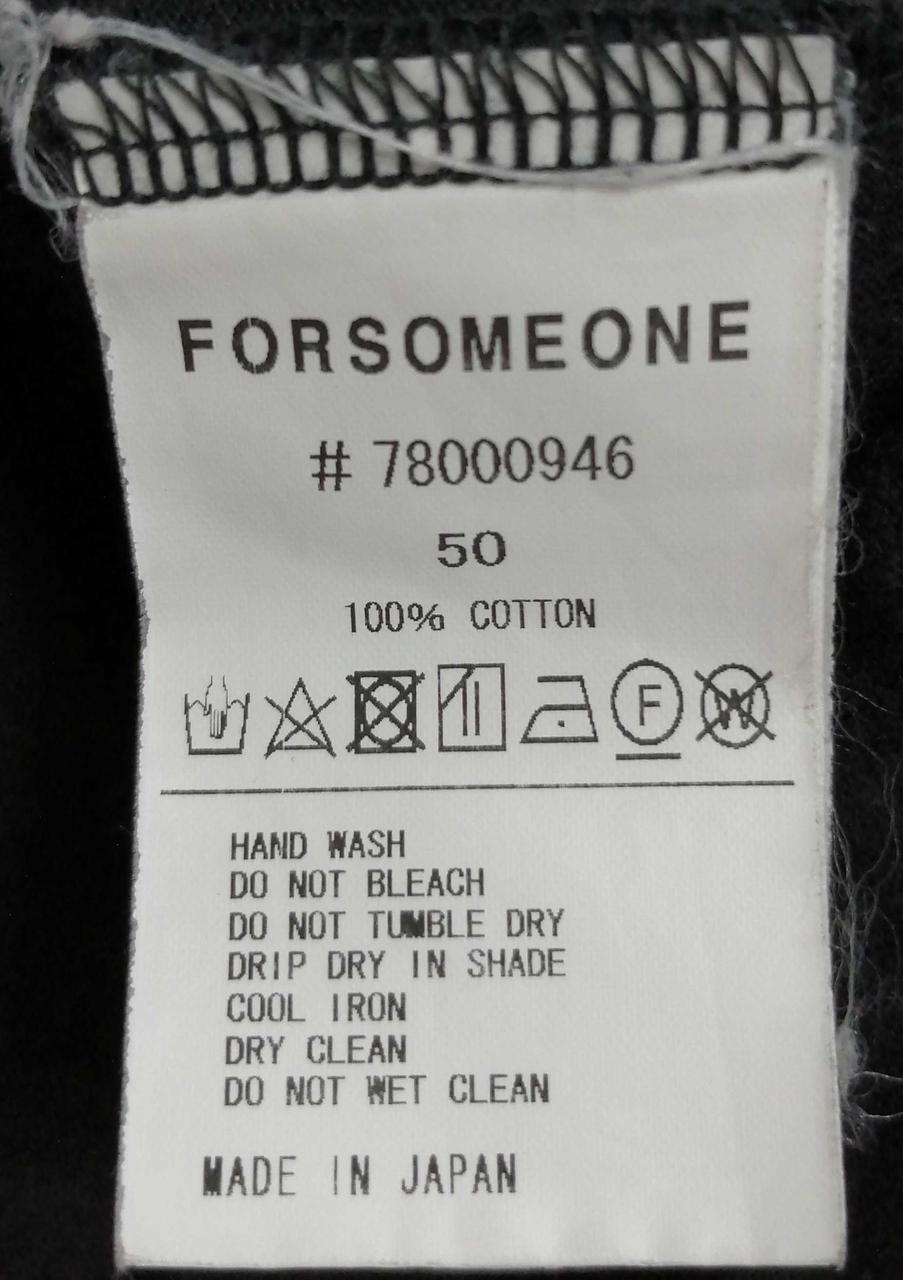 FORSOMEONE
# 78000946
50
100% COTTON
F W
HAND WASH
DO NOT BLEACH
DO NOT TUMBLE DRY
DRIP DRY IN SHADE
COOL IRON
DRY CLEAN
DO NOT WET CLEAN
MADE IN JAPAN